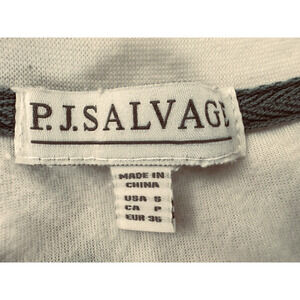 P.J.SALVAGE
MADE IN
CHINA
USA S
CA P
EUR 36